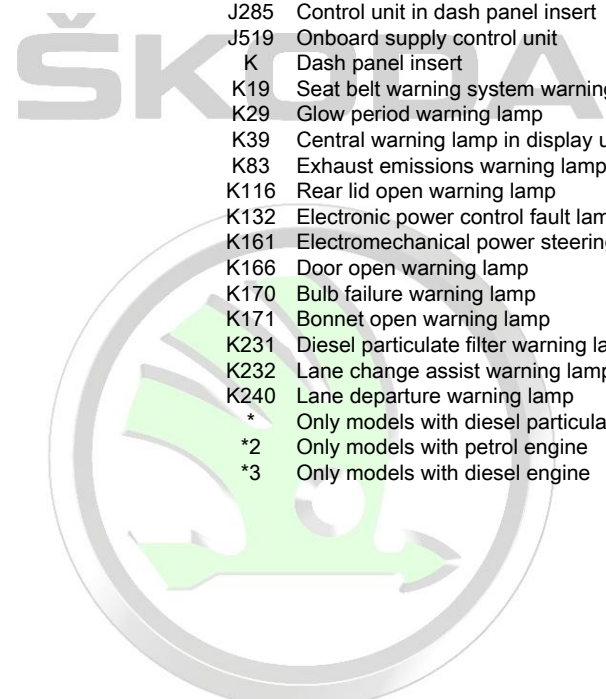 ŠKODA
J285 Control unit in dash panel insert
J519 Onboard supply control unit
K Dash panel insert
K19 Seat belt warning system warning
K29 Glow period warning lamp
K39 Central warning lamp in display
K83 Exhaust emissions warning lamp
K116 Rear lid open warning lamp
K132 Electronic power control fault
K161 Electromechanical power steering
K166 Door open warning lamp
K170 Bulb failure warning lamp
K171 Bonnet open warning lamp
K231 Diesel particulate filter warning
K232 Lane change assist warning lamp
K240 Lane departure warning lamp
* Only models with diesel
*2 Only models with petrol engine
*3 Only models with diesel engine